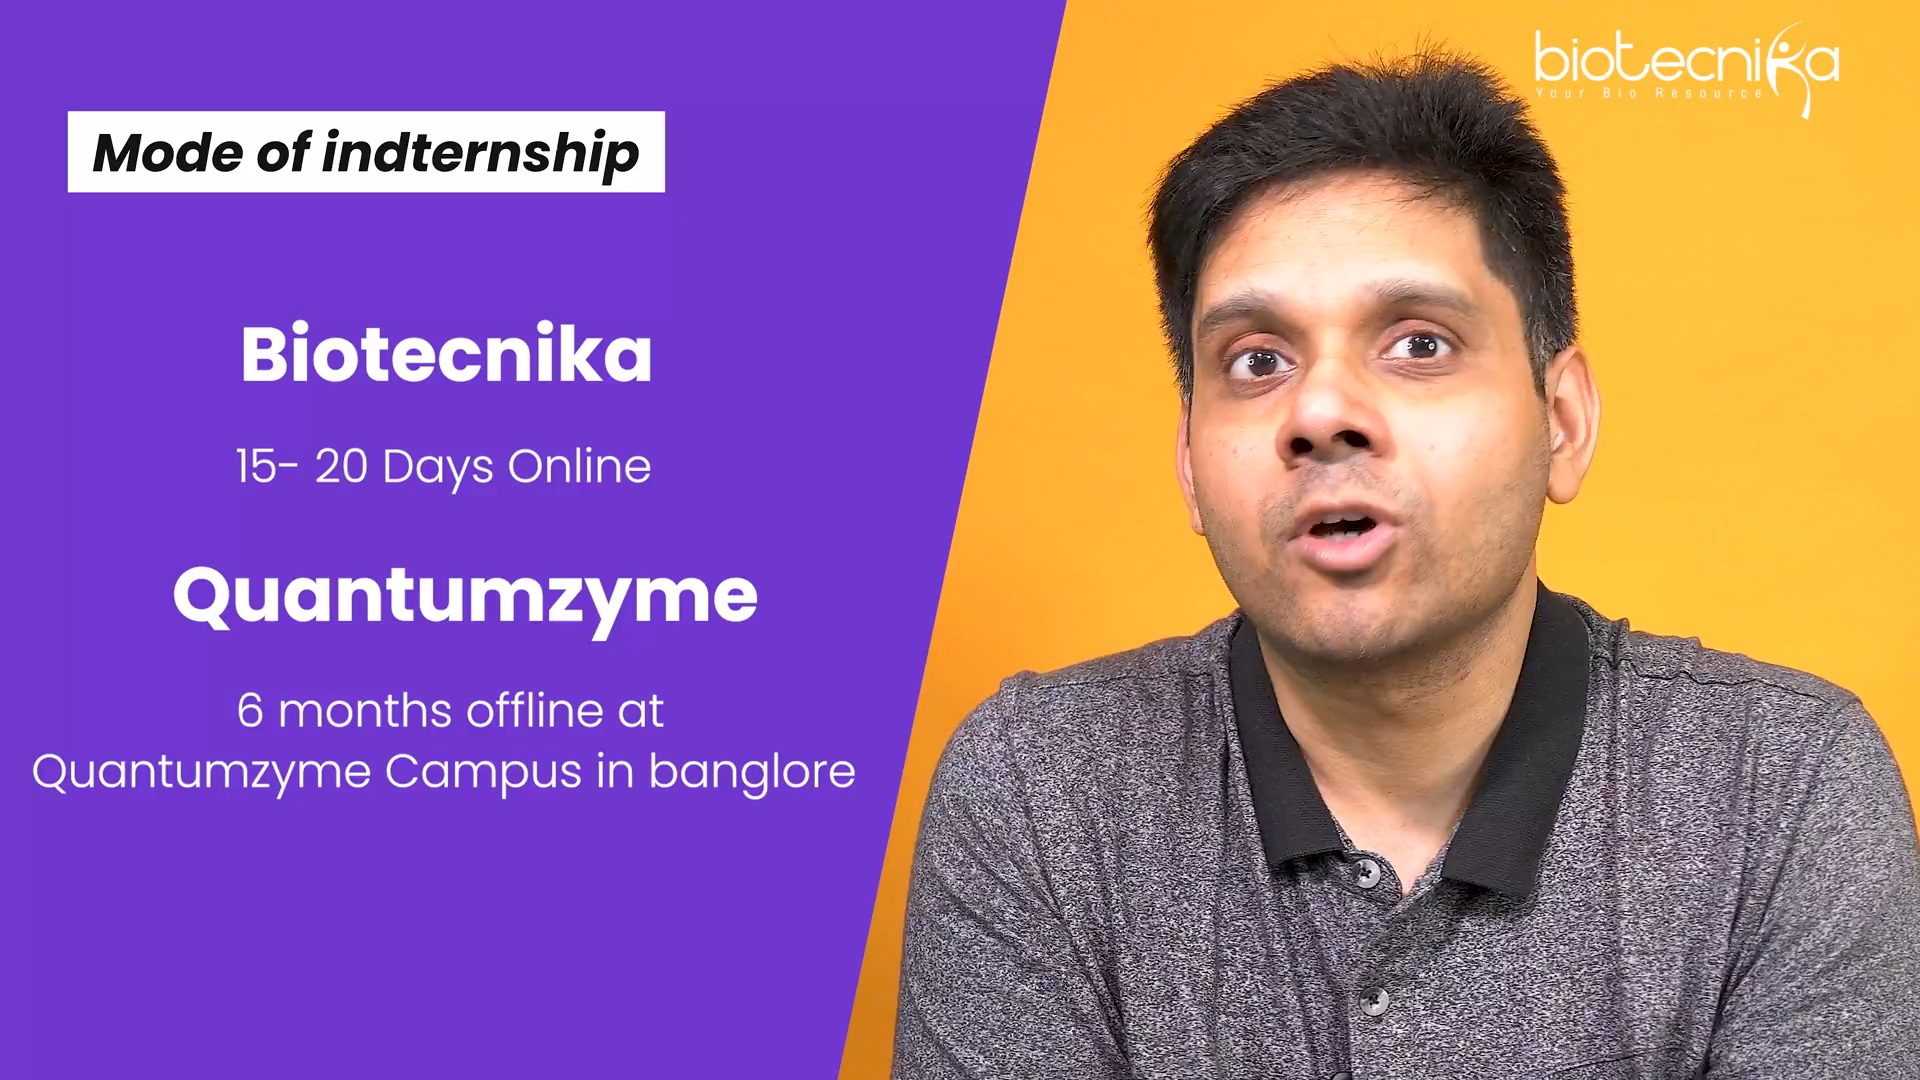 biotecnika
Your Bio Resource
Mode of indternship
Biotecnika
15- 20 Days Online
Quantumzyme
6 months offline at
Quantumzyme Campus in banglore